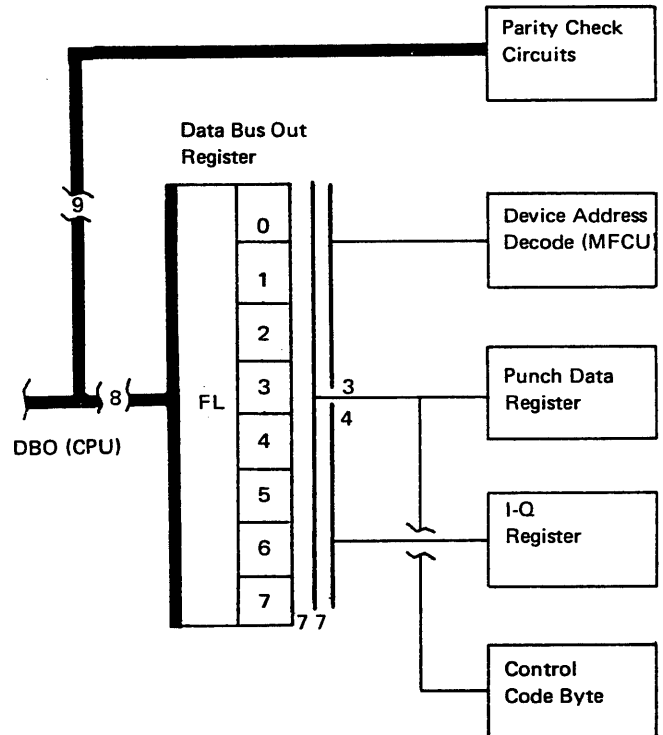 Parity Check
Circuits
Data Bus Out
Register
9
Device Address
Decode (MFCU)
0
1
2
3
4
5
6
7
FL
8
DBO (CPU)
3
4
7 7
Punch Data
Register
I-Q
Register
Control
Code Byte